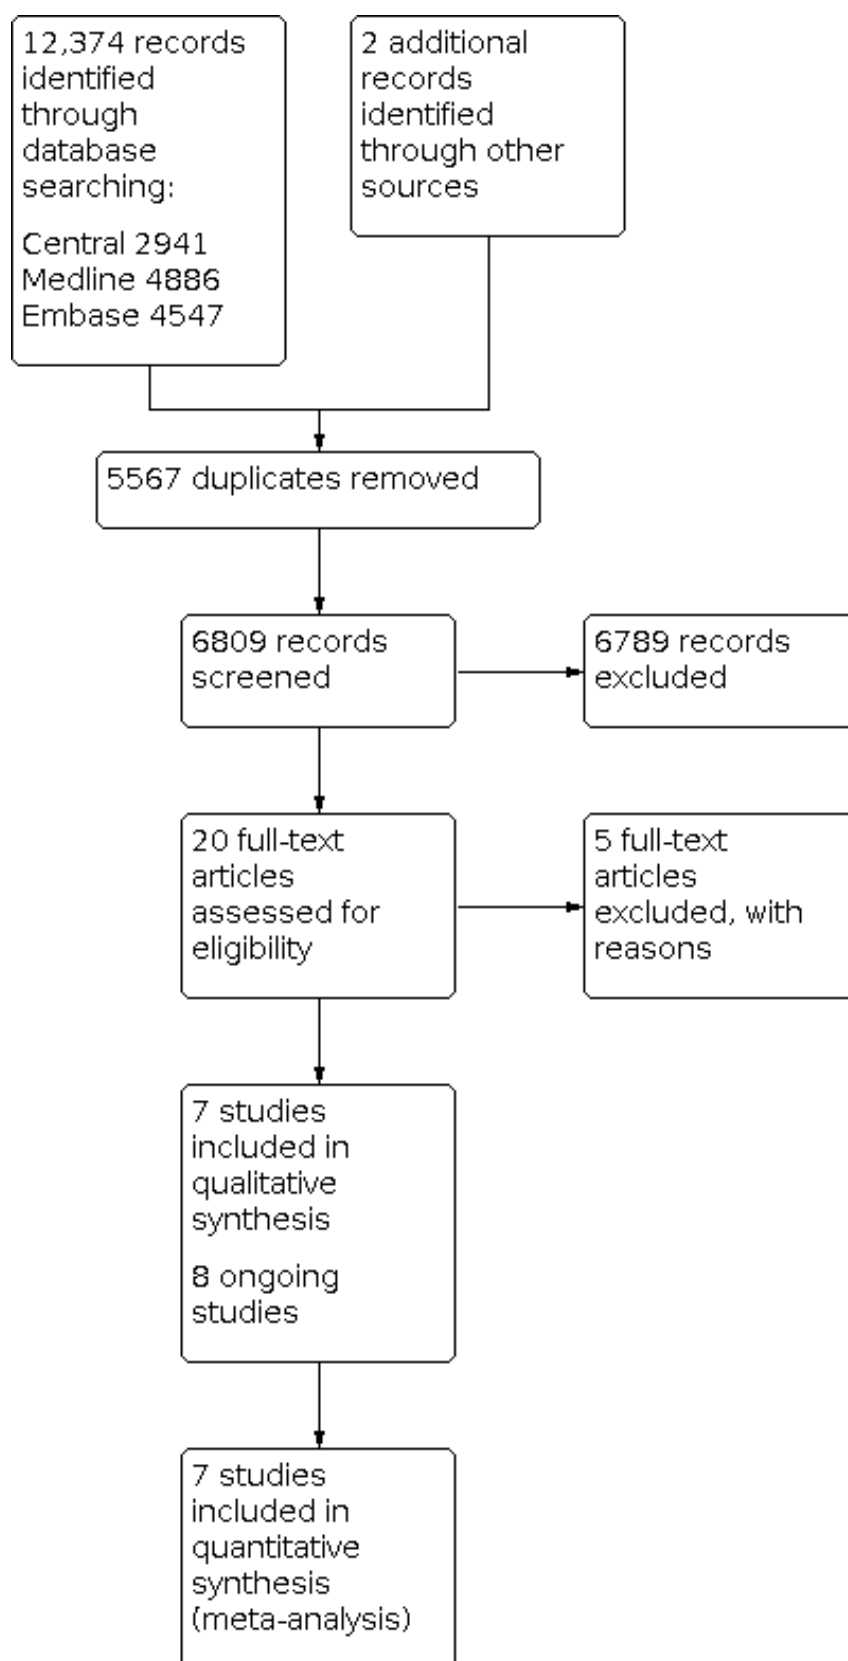 12,374 records
identified
through
database
searching:
Central 2941
Medline 4886
Embase 4547
2 additional
records
identified
through other
sources
5567 duplicates removed
6809 records
screened
6789 records
excluded
20 full-text
articles
assessed for
eligibility
5 full-text
articles
excluded, with
reasons
7 studies
included in
qualitative
synthesis
8 ongoing
studies
7 studies
included in
quantitative
synthesis
(meta-analysis)